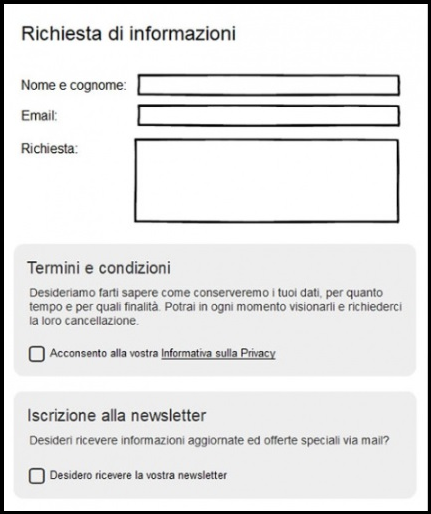 Richiesta di informazioni
Nome e cognome:
Email:
Richiesta:
Termini e condizioni
Desideriamo farti sapere come conserveremo i tuoi dati, per quanto
tempo e per quali finalità. Potrai in ogni momento visionarli e richiederci
la loro cancellazione.
Acconsento alla vostra Informativa sulla Privacy
Iscrizione alla newsletter
Desideri ricevere informazioni aggiornate ed offerte speciali via mail?
Desidero ricevere la vostra newsletter